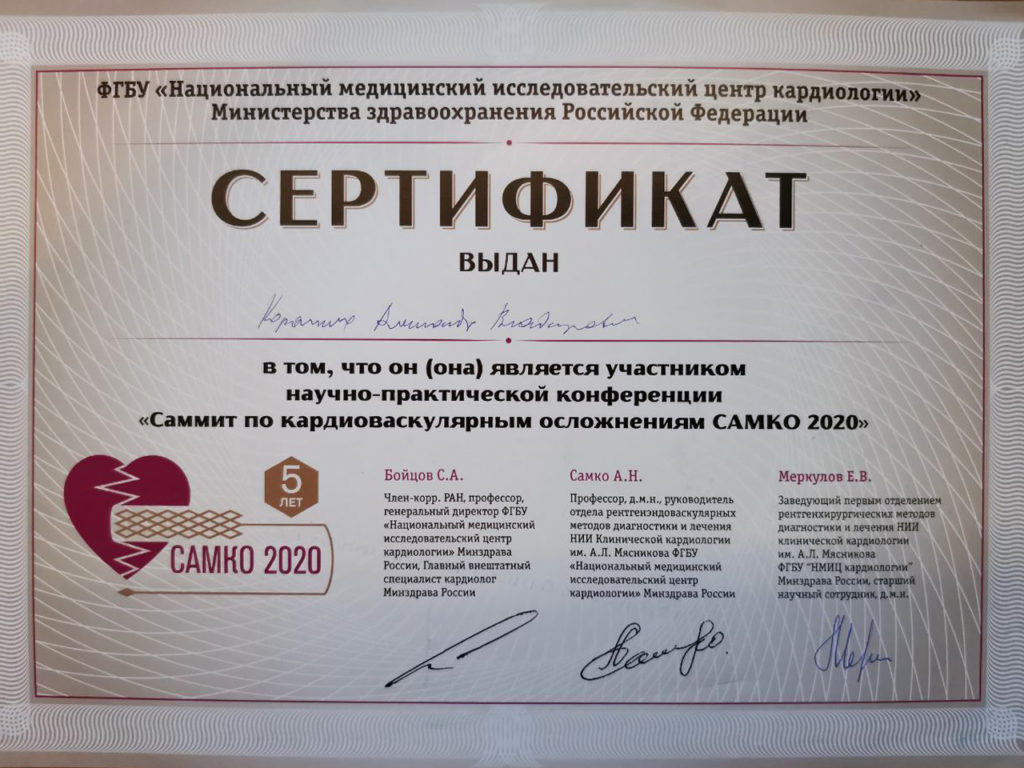 ФГБУ «Национальный медицинский исследовательский центр кардиологии»
Министерства здравоохранения Российской Федерации
СЕРТИФИКАТ
ВЫДАН
Александр Владимирович
в том, что он (она) является участником
научно-практической конференции
«Саммит по кардиоваскулярным осложнениям САМКО 2020»
5
ЛЕТ
САМКО 2020
Бойцов С.А.
Член-корр. РАН, профессор,
генеральный директор ФГБУ
«Национальный медицинский
исследовательский центр
кардиологии» Минздрава
России, Главный внештатный
специалист кардиолог
Минздрава России
Самко А.Н.
Профессор, д.м.н., руководитель
отдела рентгенэндоваскулярных
методов диагностики и лечения
НИИ Клинической кардиологии
им. А.Л. Мясникова ФГБУ
«Национальный медицинский
исследовательский центр
кардиологии» Минздрава России
Меркулов Е.В.
Заведующий первым отделением
рентгенхирургических методов
диагностики и лечения НИИ
клинической кардиологии
им. А.Л. Мясникова
ФГБУ "НМИЦ кардиологии"
Минздрава России, старший
научный сотрудник, д.м.н.